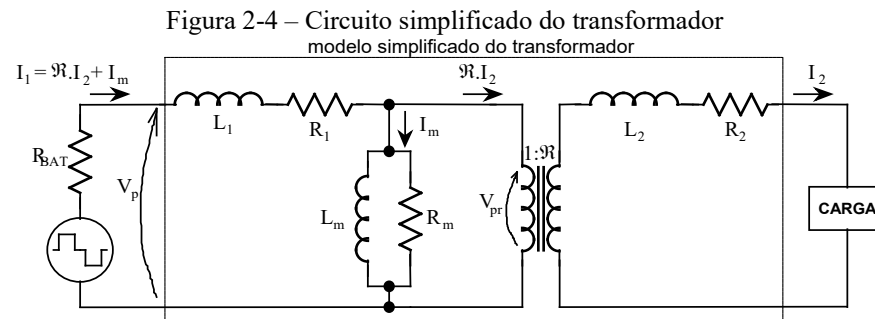 Figura 2-4 – Circuito simplificado do transformador
modelo simplificado do transformador
I₁ = ℜ.I₂ + Iₘ
ℜ.I₂
I₂
L₁
R₁
Iₘ
L₂
R₂
R_BAT
Vₚ
Lₘ
Rₘ
1:ℜ
Vₚᵣ
CARGA